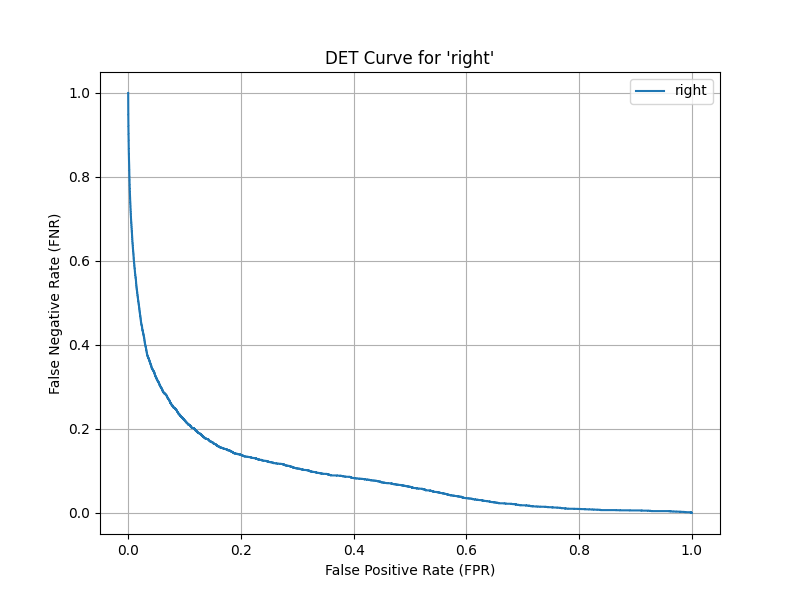 DET Curve for 'right'
right
1.0
0.8
0.6
0.4
0.2
0.0
False Negative Rate (FNR)
0.0 0.2 0.4 0.6 0.8 1.0
False Positive Rate (FPR)